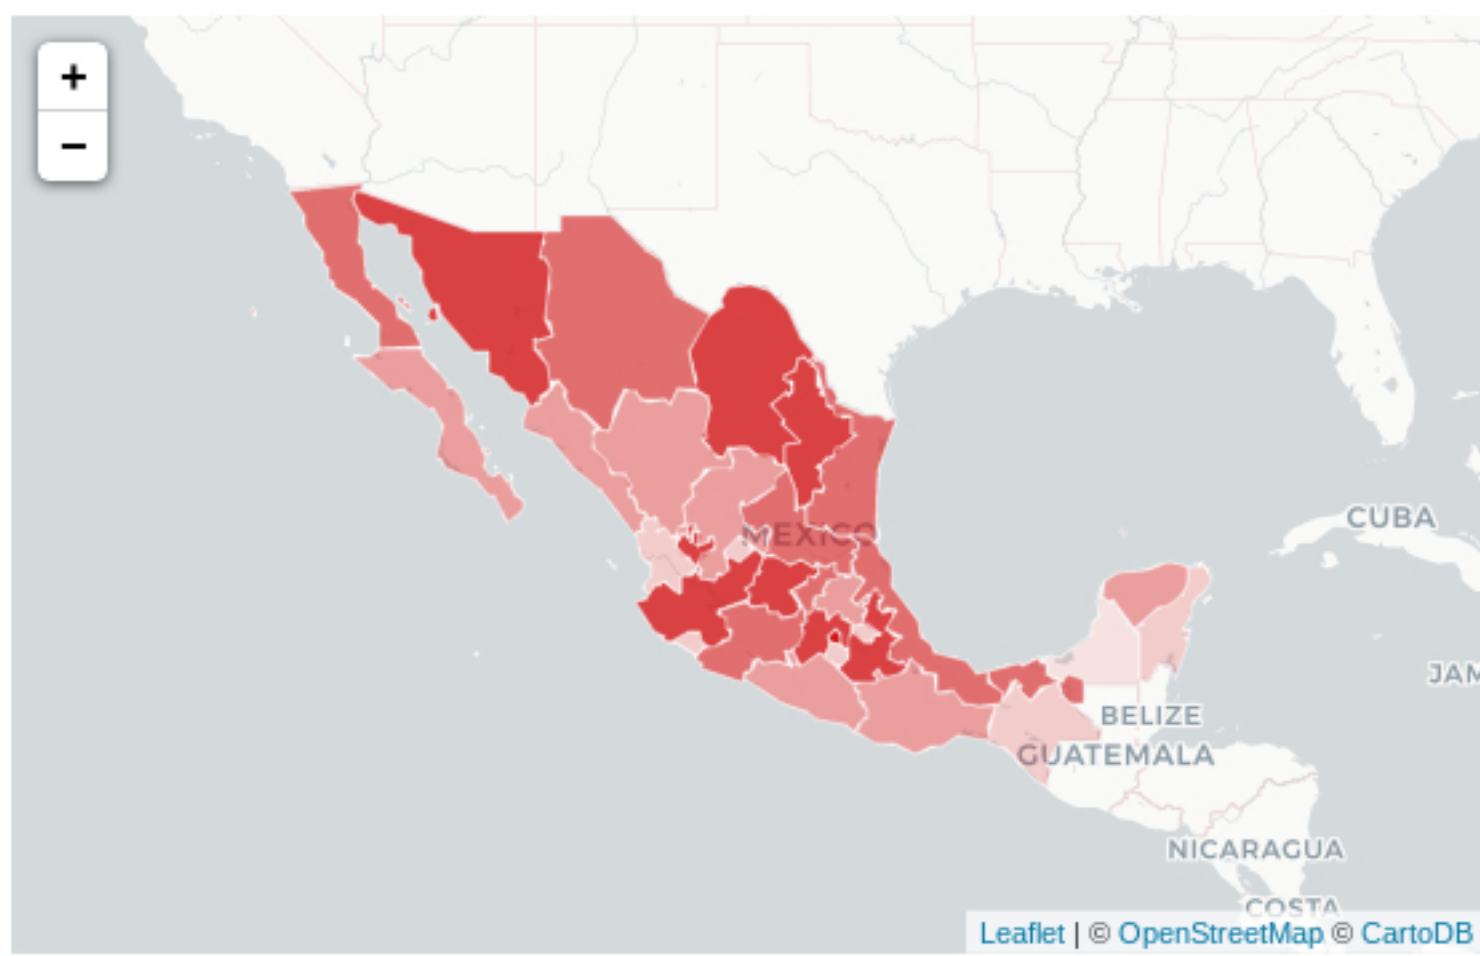 +
−
MEXICO
CUBA
JAM
BELIZE
GUATEMALA
NICARAGUA
COSTA
Leaflet | © OpenStreetMap © CartoDB